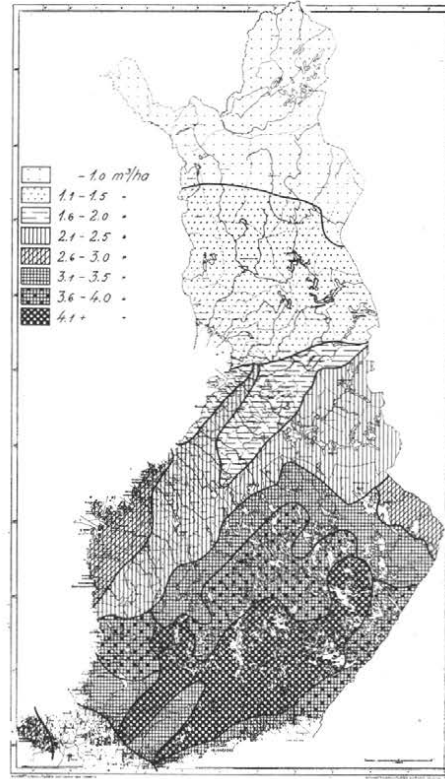 - 1.0 m³/ha
1.1 - 1.5 "
1.6 - 2.0 "
2.1 - 2.5 "
2.6 - 3.0 "
3.1 - 3.5 "
3.6 - 4.0 "
4.1 + "